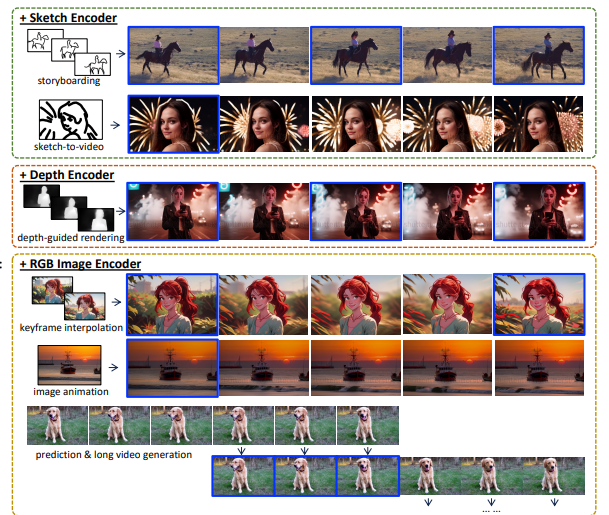 + Sketch Encoder
storyboarding
sketch-to-video
+ Depth Encoder
depth-guided rendering
:
+ RGB Image Encoder
keyframe interpolation
image animation
prediction & long video generation
... ...